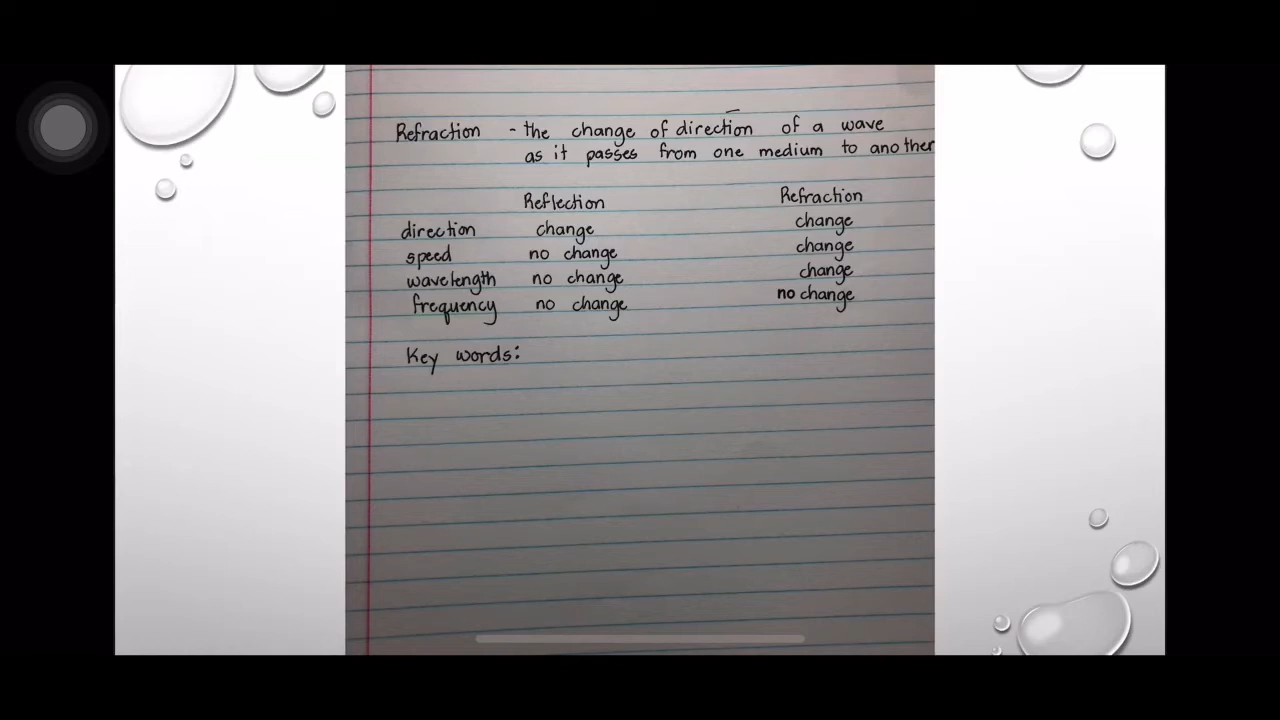 Refraction - the change of direction of a wave
as it passes from one medium to another
Reflection Refraction
direction change change
speed no change change
wavelength no change change
frequency no change no change
Key words: